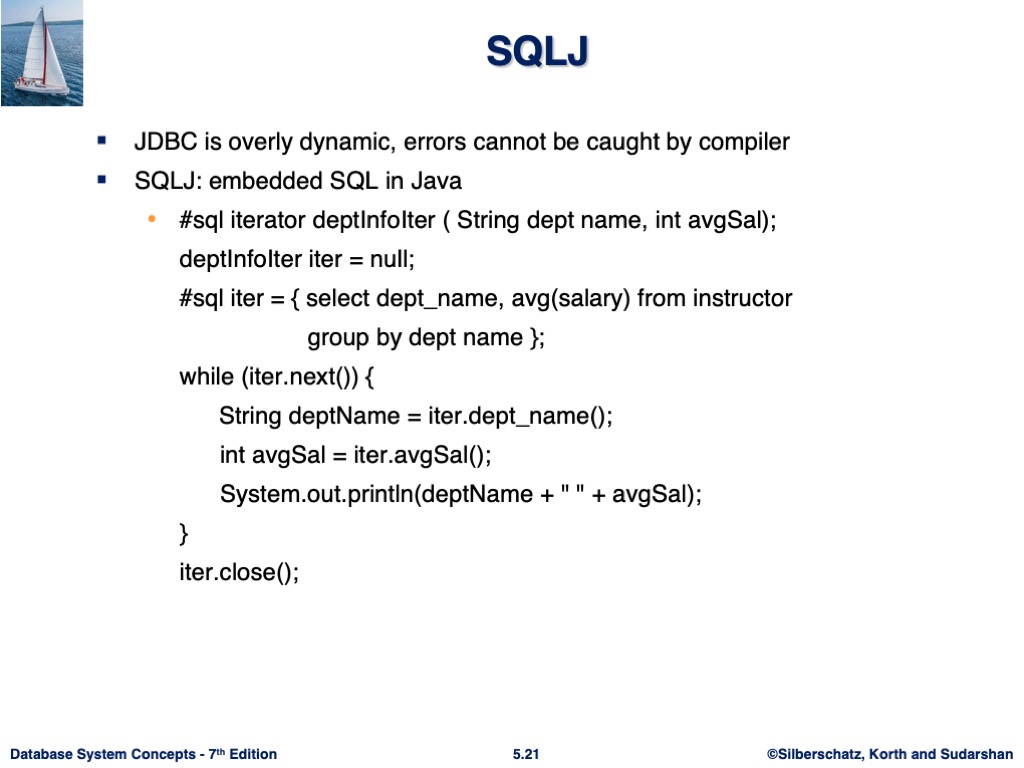 SQLJ
▪ JDBC is overly dynamic, errors cannot be caught by compiler
▪ SQLJ: embedded SQL in Java
• #sql iterator deptInfoIter ( String dept name, int avgSal);
deptInfoIter iter = null;
#sql iter = { select dept_name, avg(salary) from instructor
group by dept name };
while (iter.next()) {
String deptName = iter.dept_name();
int avgSal = iter.avgSal();
System.out.println(deptName + " " + avgSal);
}
iter.close();
Database System Concepts - 7th Edition 5.21 ©Silberschatz, Korth and Sudarshan